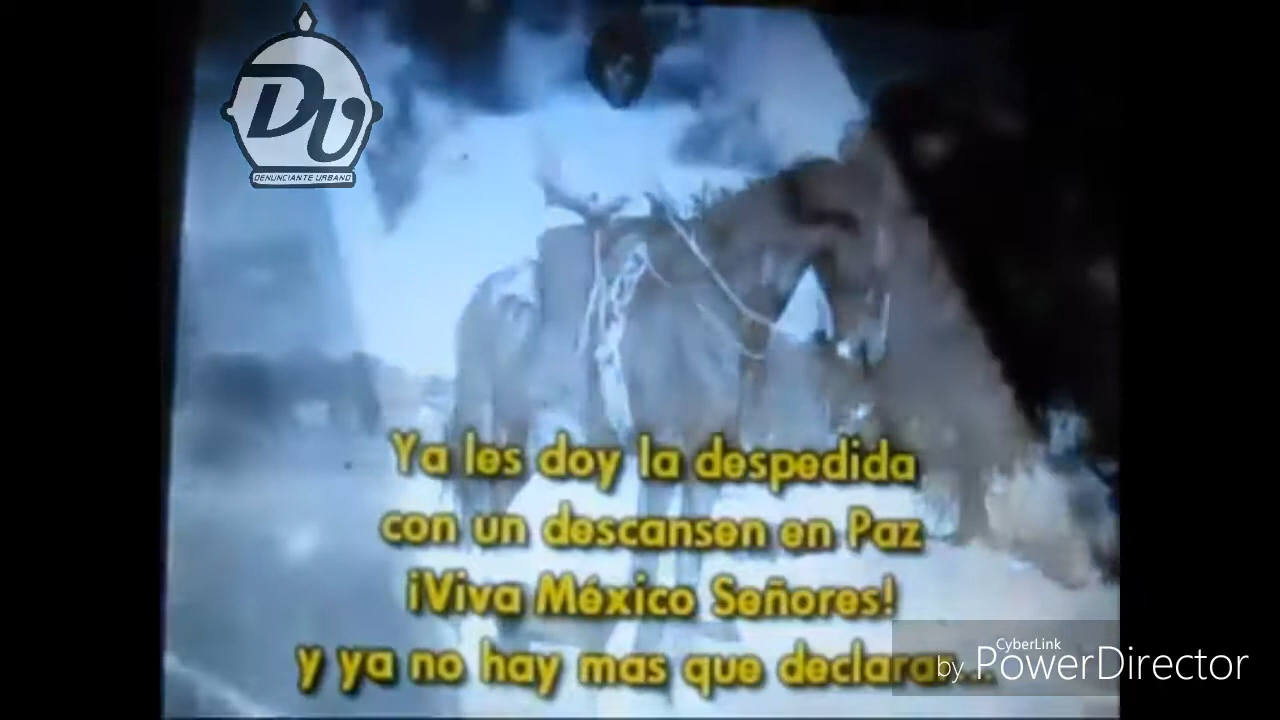 DU
DENUNCIANTE URBANO
Ya les doy la despedida
con un descansen en Paz
¡Viva México Señores!
y ya no hay mas que declarar...
CyberLink
by PowerDirector